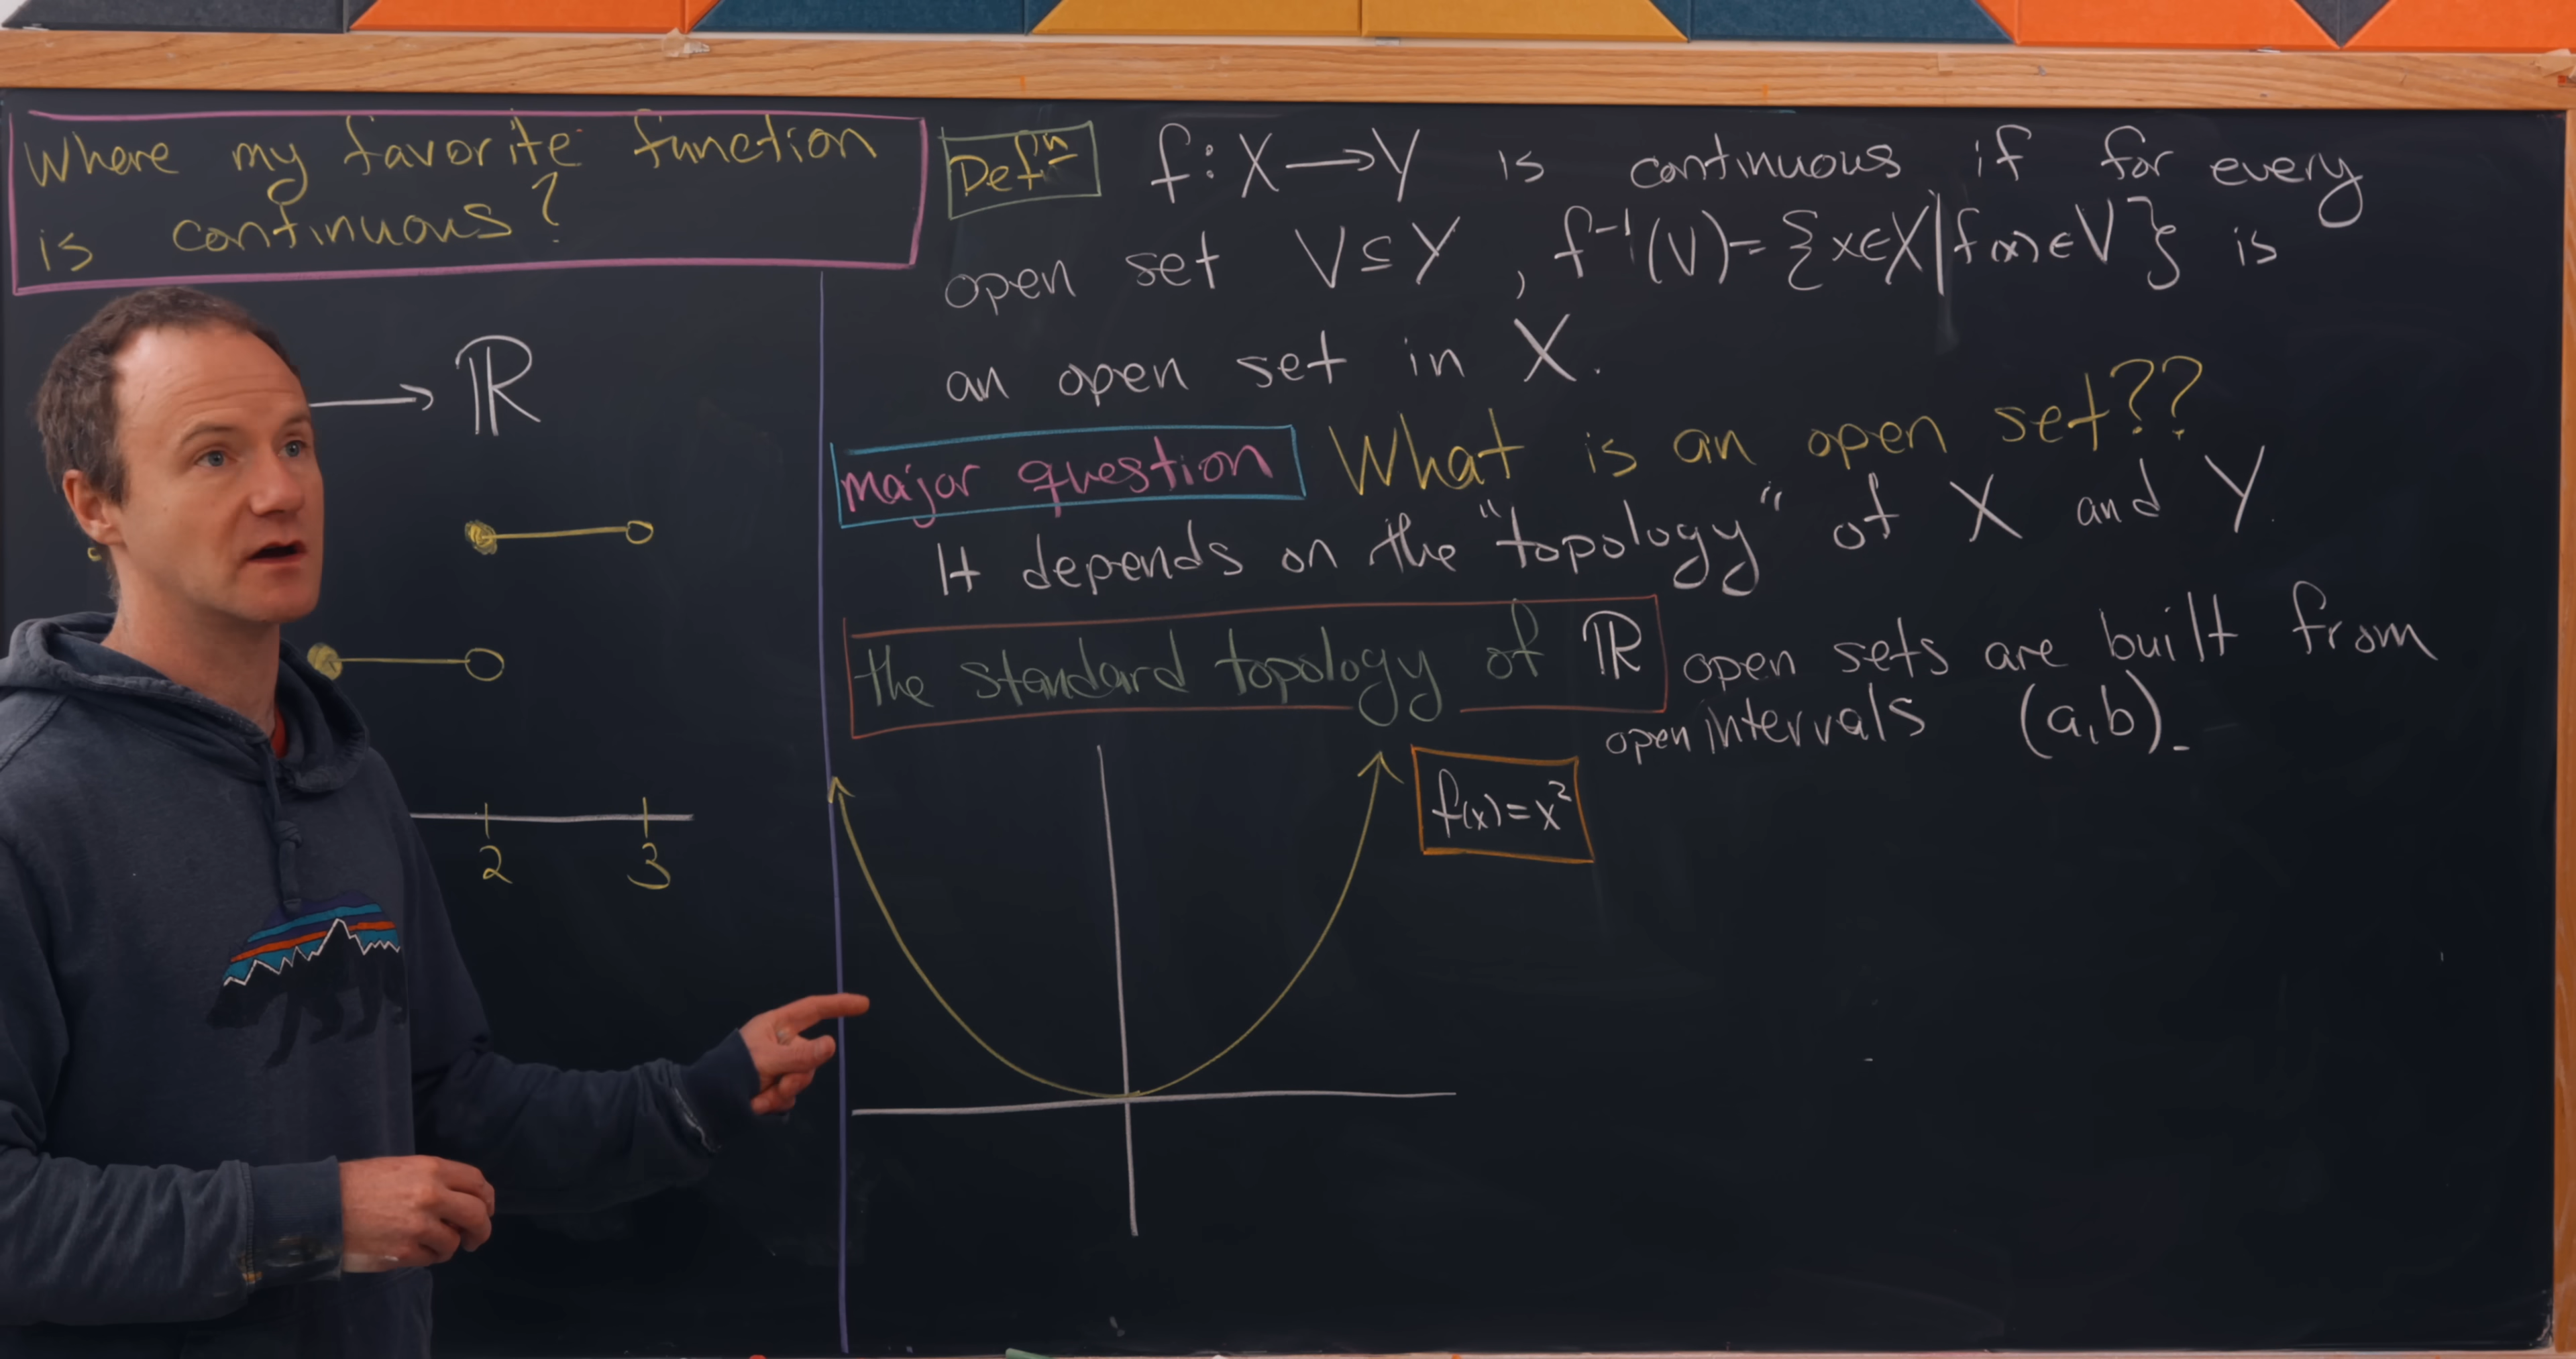 Where my favorite function
is continuous?
→ ℝ
2 3
Defⁿ f: X → Y is continuous if for every
open set V ⊆ Y, f⁻¹(V) = {x ∈ X | f(x) ∈ V} is
an open set in X.
major question What is an open set??
It depends on the "topology" of X and Y.
the standard topology of ℝ open sets are built from
open intervals (a,b).
f(x) = x²